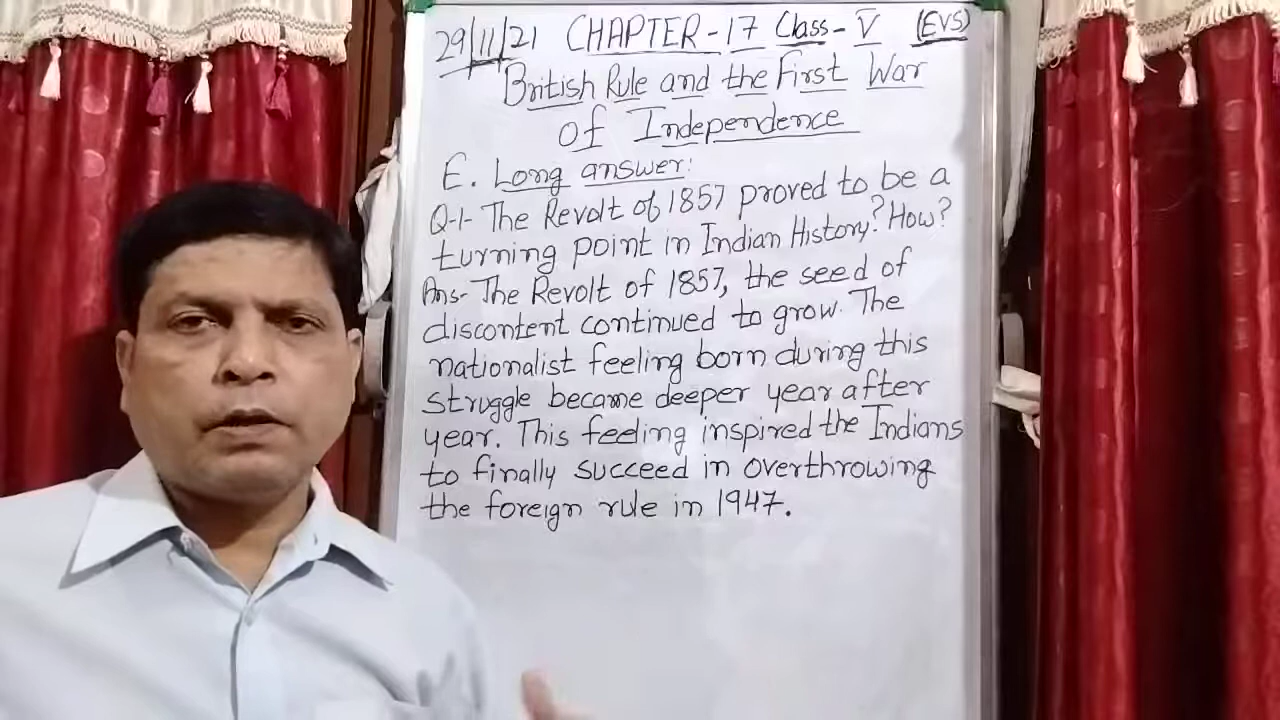 29/11/21 CHAPTER-17 Class-V (EVS)
British Rule and the First War
of Independence
E. Long answer:
Q-1- The Revolt of 1857 proved to be a
turning point in Indian History? How?
Ans- The Revolt of 1857, the seed of
discontent continued to grow. The
nationalist feeling born during this
struggle became deeper year after
year. This feeling inspired the Indians
to finally succeed in overthrowing
the foreign rule in 1947.